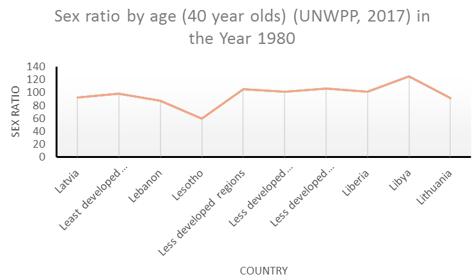 Sex ratio by age (40 year olds) (UNWPP, 2017) in
the Year 1980
140
120
100
80
60
40
20
0
SEX RATIO
Latvia
Least developed...
Lebanon
Lesotho
Less developed regions
Less developed...
Less developed...
Liberia
Libya
Lithuania
COUNTRY